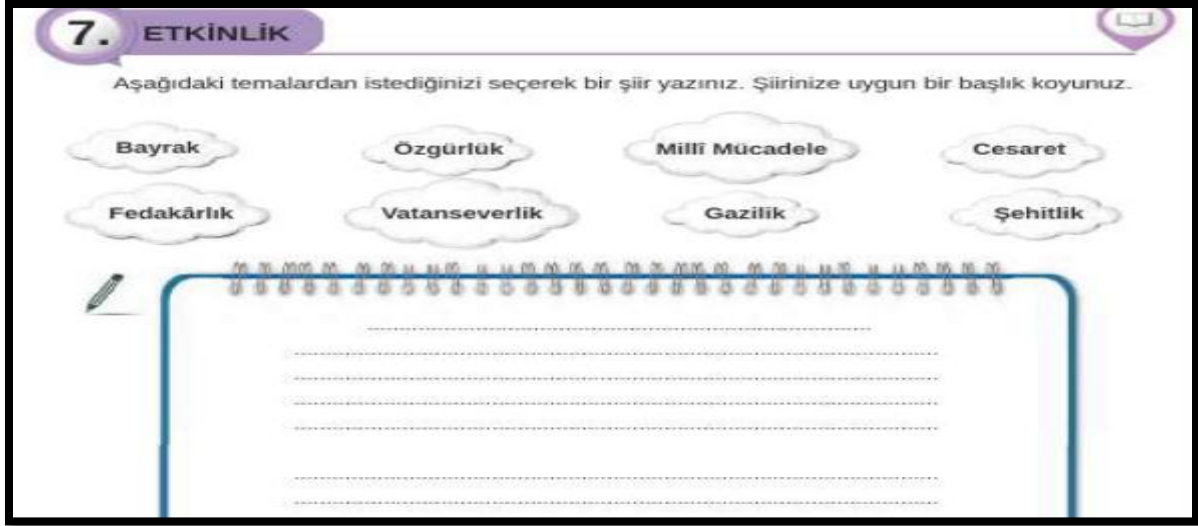 7. ETKİNLİK
Aşağıdaki temalardan istediğinizi seçerek bir şiir yazınız. Şiirinize uygun bir başlık koyunuz.
Bayrak Özgürlük Millî Mücadele Cesaret
Fedakârlık Vatanseverlik Gazilik Şehitlik